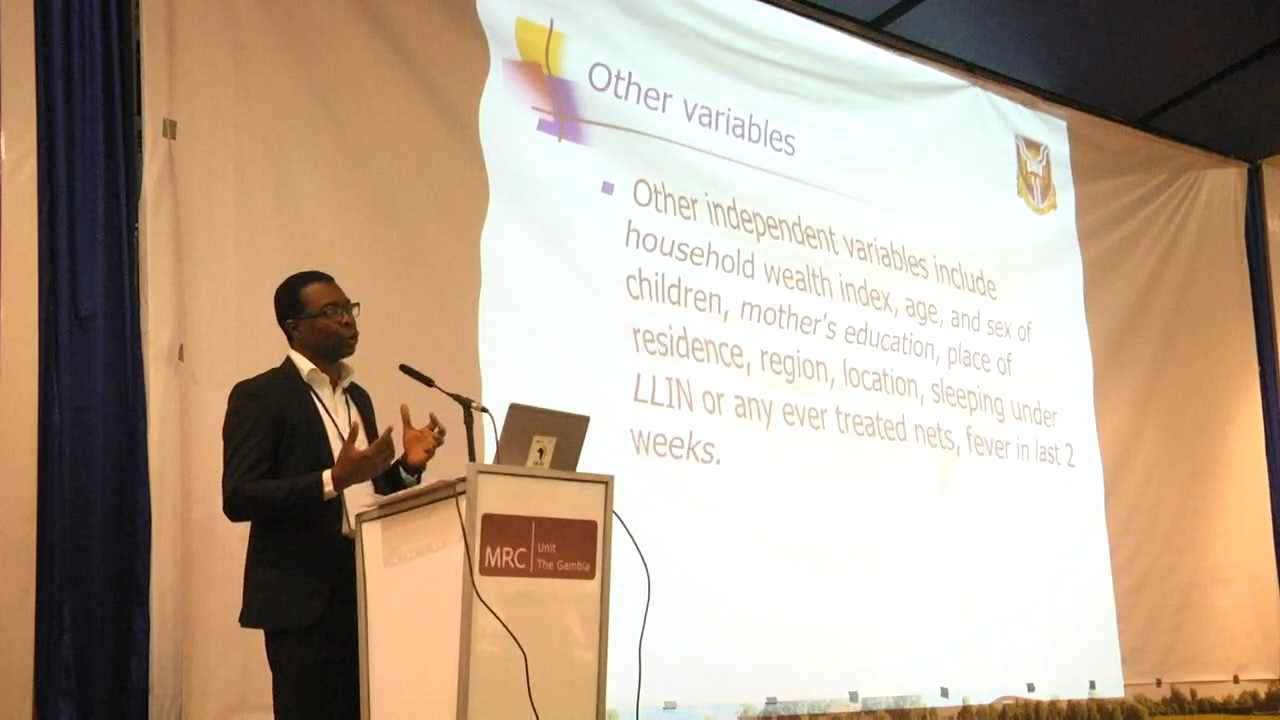 Other variables
Other independent variables include
household wealth index, age, and sex of
children, mother's education, place of
residence, region, location, sleeping under
LLIN or any ever treated nets, fever in last 2
weeks.
MRC
Unit
The Gambia